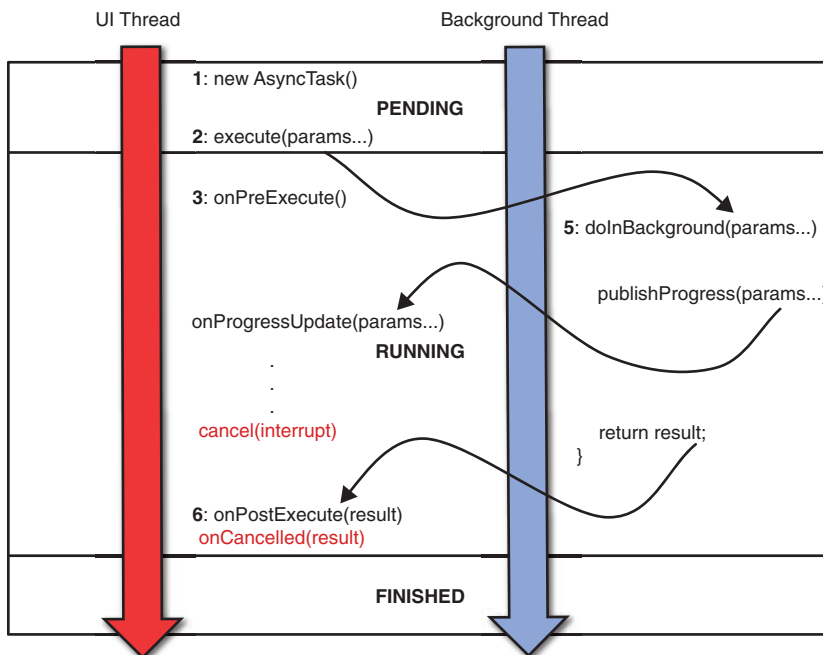 UI Thread
Background Thread
1: new AsyncTask()
PENDING
2: execute(params...)
3: onPreExecute()
5: doInBackground(params...)
publishProgress(params...)
onProgressUpdate(params...)
RUNNING
.
.
.
cancel(interrupt)
return result;
}
6: onPostExecute(result)
onCancelled(result)
FINISHED